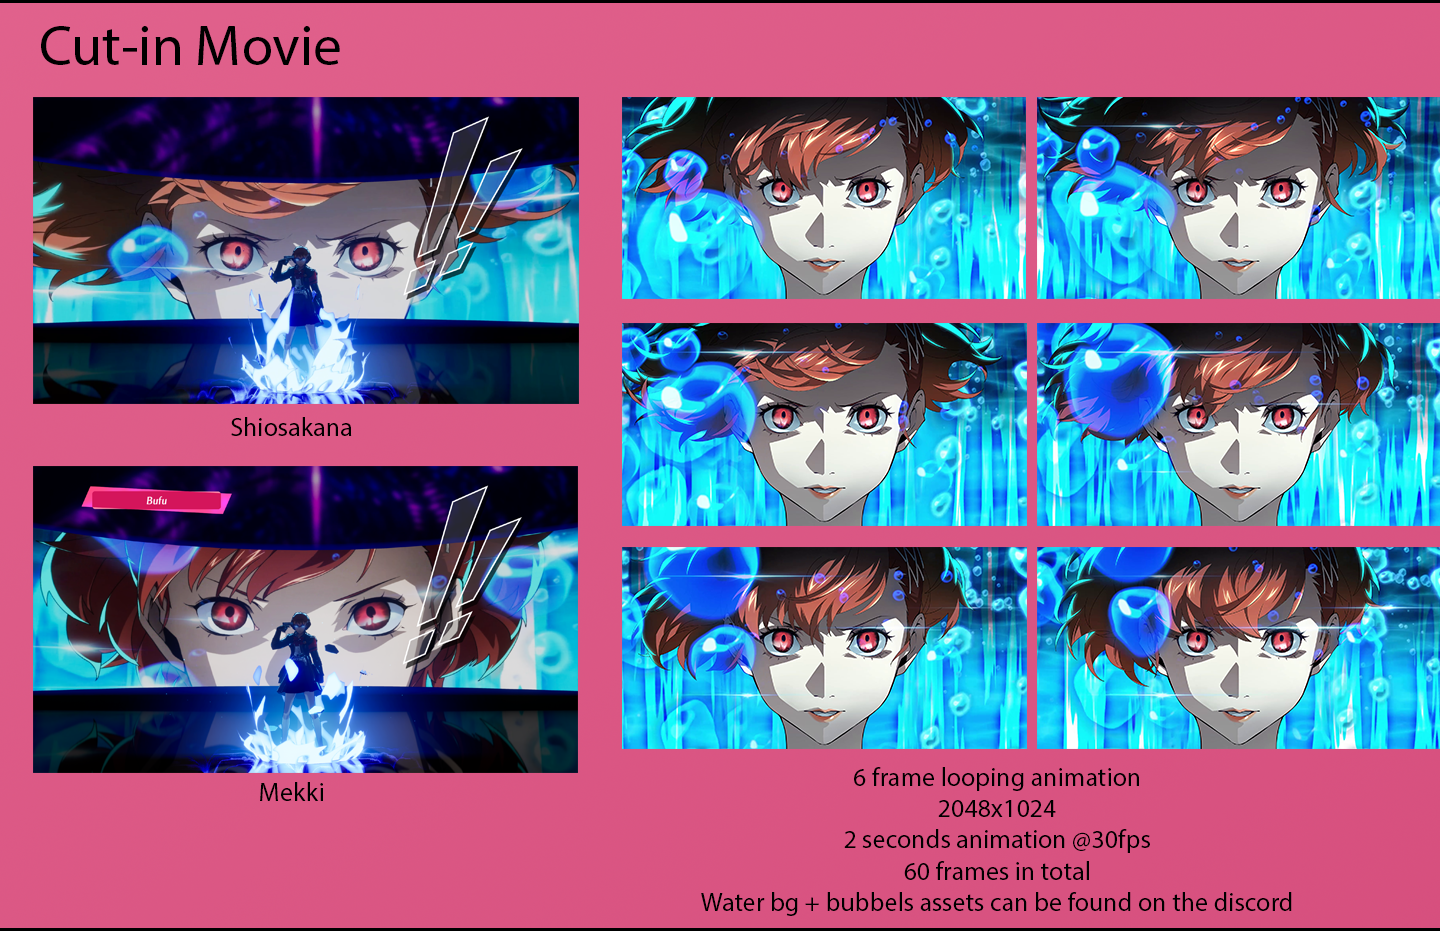 Cut-in Movie
Shiosakana
Bufu
Mekki
6 frame looping animation
2048x1024
2 seconds animation @30fps
60 frames in total
Water bg + bubbels assets can be found on the discord